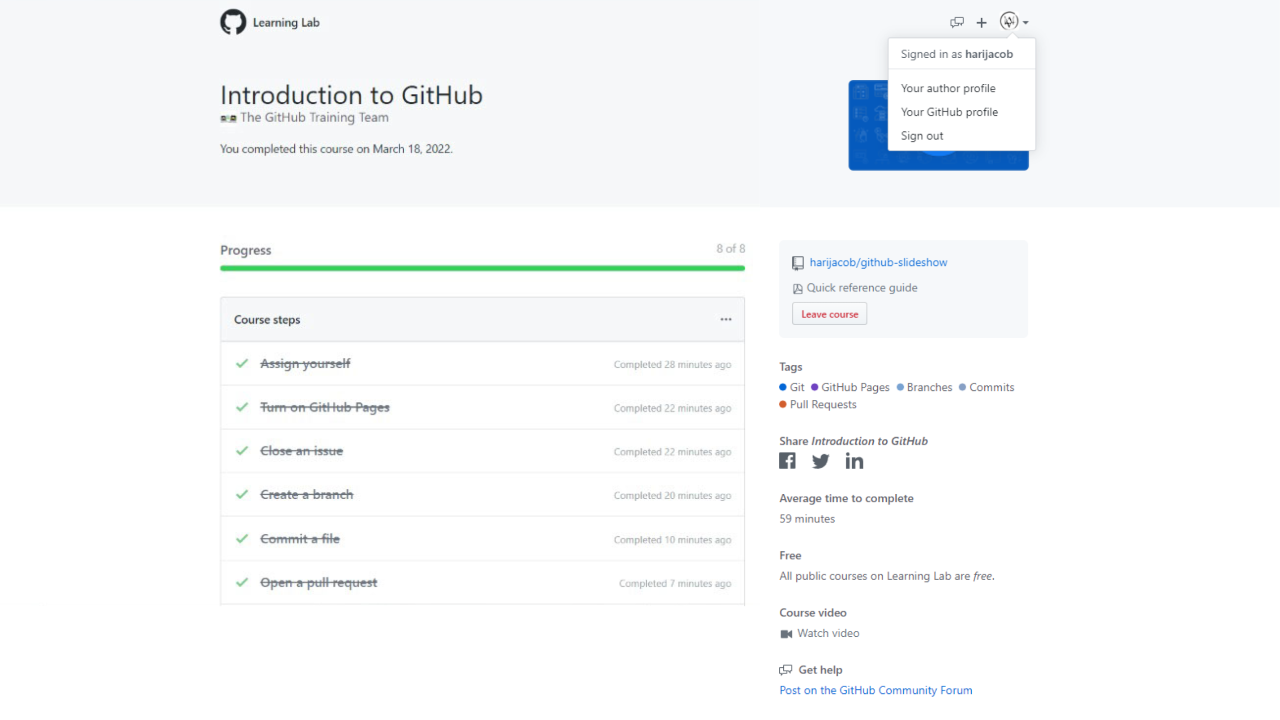 Learning Lab
Signed in as harijacob
Your author profile
Your GitHub profile
Sign out
Introduction to GitHub
The GitHub Training Team
You completed this course on March 18, 2022.
Progress
8 of 8
Course steps
Assign yourself
Completed 28 minutes ago
Turn on GitHub Pages
Completed 22 minutes ago
Close an issue
Completed 22 minutes ago
Create a branch
Completed 20 minutes ago
Commit a file
Completed 10 minutes ago
Open a pull request
Completed 7 minutes ago
harijacob/github-slideshow
Quick reference guide
Leave course
Tags
Git GitHub Pages Branches Commits
Pull Requests
Share Introduction to GitHub
Average time to complete
59 minutes
Free
All public courses on Learning Lab are free.
Course video
Watch video
Get help
Post on the GitHub Community Forum